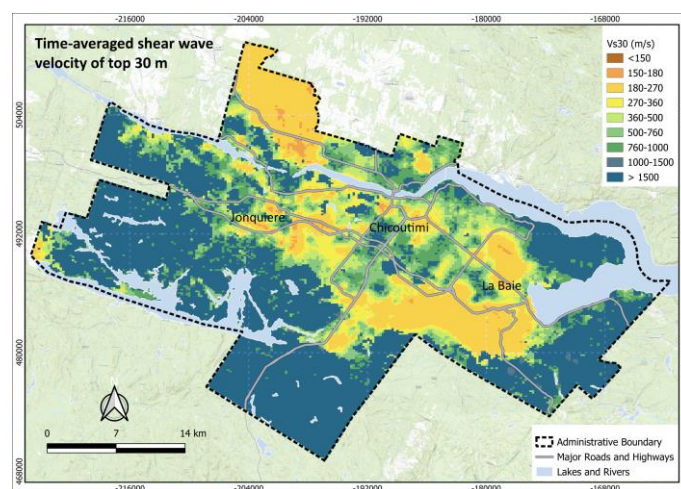 -216000 -204000 -192000 -180000 -168000
Time-averaged shear wave
velocity of top 30 m
Vs30 (m/s)
<150
150-180
180-270
270-360
360-500
500-760
760-1000
1000-1500
> 1500
504000
492000
480000
468000
Jonquiere
Chicoutimi
La Baie
0 7 14 km
Administrative Boundary
Major Roads and Highways
Lakes and Rivers
-216000 -204000 -192000 -180000 -168000